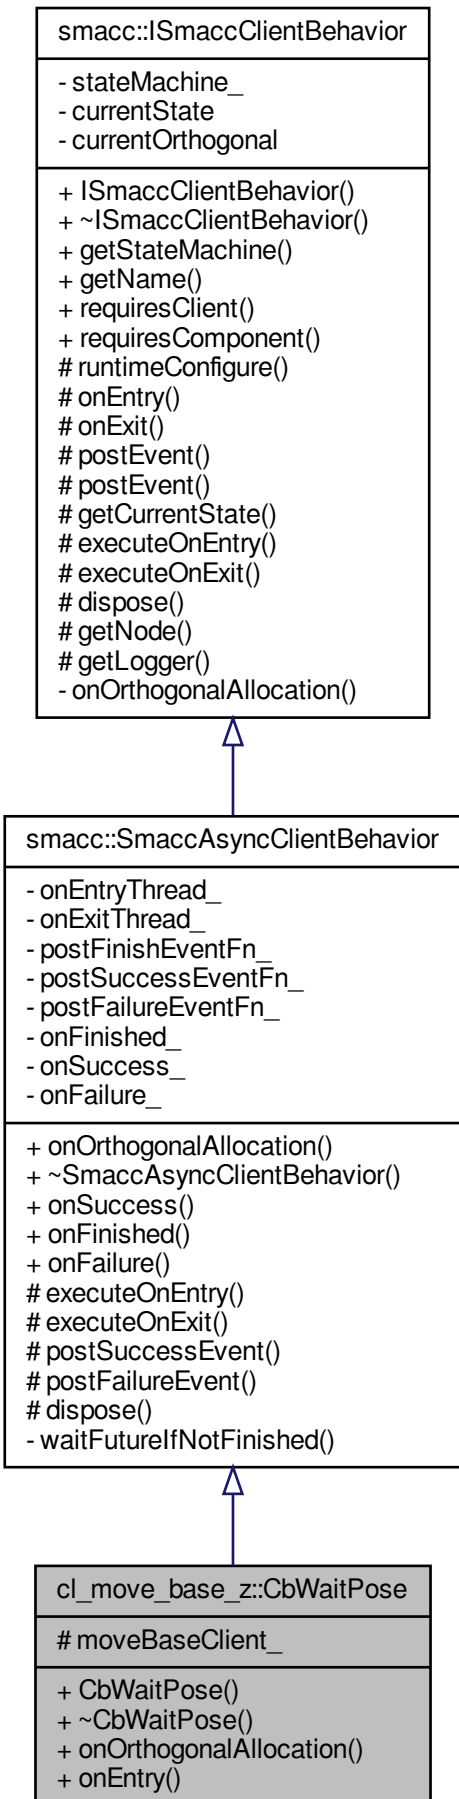 smacc::ISmaccClientBehavior
- stateMachine_
- currentState
- currentOrthogonal
+ ISmaccClientBehavior()
+ ~ISmaccClientBehavior()
+ getStateMachine()
+ getName()
+ requiresClient()
+ requiresComponent()
# runtimeConfigure()
# onEntry()
# onExit()
# postEvent()
# postEvent()
# getCurrentState()
# executeOnEntry()
# executeOnExit()
# dispose()
# getNode()
# getLogger()
- onOrthogonalAllocation()
smacc::SmaccAsyncClientBehavior
- onEntryThread_
- onExitThread_
- postFinishEventFn_
- postSuccessEventFn_
- postFailureEventFn_
- onFinished_
- onSuccess_
- onFailure_
+ onOrthogonalAllocation()
+ ~SmaccAsyncClientBehavior()
+ onSuccess()
+ onFinished()
+ onFailure()
# executeOnEntry()
# executeOnExit()
# postSuccessEvent()
# postFailureEvent()
# dispose()
- waitFutureIfNotFinished()
cl_move_base_z::CbWaitPose
# moveBaseClient_
+ CbWaitPose()
+ ~CbWaitPose()
+ onOrthogonalAllocation()
+ onEntry()